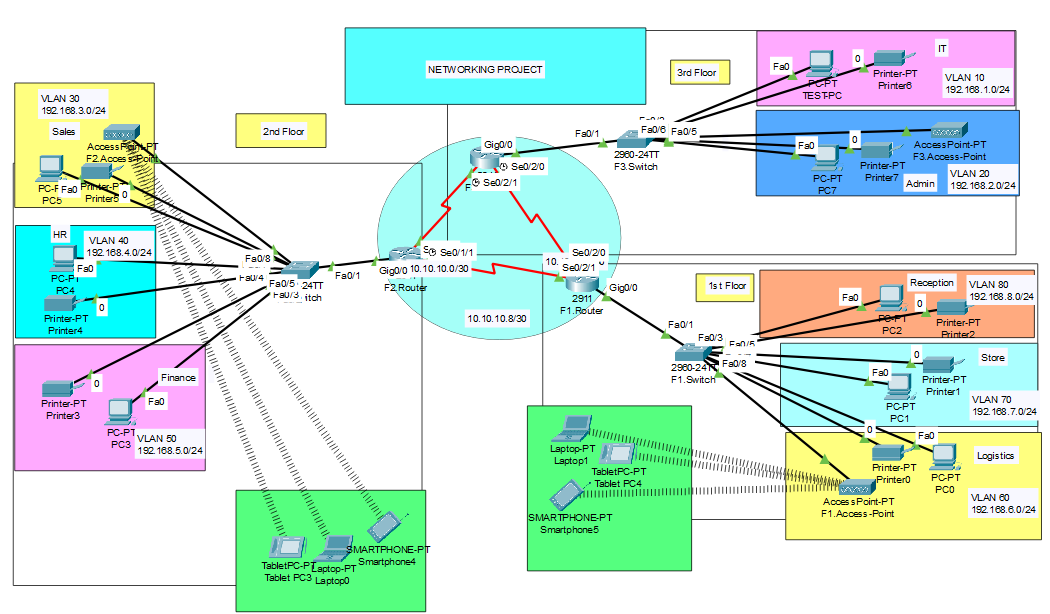 NETWORKING PROJECT
3rd Floor
IT
Fa0
0
PC-PT
TEST-PC
Printer-PT
Printer6
VLAN 10
192.168.1.0/24
Fa0/1
Fa0/6
Fa0/5
2960-24TT
F3.Switch
Fa0
0
PC-PT
PC7
Printer-PT
Printer7
AccessPoint-PT
F3.Access-Point
Admin
VLAN 20
192.168.2.0/24
VLAN 30
192.168.3.0/24
Sales
2nd Floor
AccessPoint-PT
F2.Access-Point
PC5
Fa0
Printer5
0
Gig0/0
Se0/2/0
Se0/2/1
HR
VLAN 40
192.168.4.0/24
Fa0
PC4
Printer-PT
Printer4
0
Fa0/8
Fa0/4
Fa0/5
Fa0/3
Fa0/1
Gig0/0
Se0/1/1
10.10.10.0/30
F2.Router
Se0/2/0
Se0/2/1
Gig0/0
2911
F1.Router
10.10.10.8/30
1st Floor
Reception
VLAN 80
192.168.8.0/24
Fa0
0
PC-PT
PC2
Printer-PT
Printer2
Fa0/1
Fa0/3
Fa0/5
Fa0/8
2960-24TT
F1.Switch
0
Store
Fa0
Printer-PT
Printer1
PC-PT
PC1
VLAN 70
192.168.7.0/24
Finance
0
Fa0
Printer-PT
Printer3
PC-PT
PC3
VLAN 50
192.168.5.0/24
Laptop-PT
Laptop1
TabletPC-PT
Tablet PC4
SMARTPHONE-PT
Smartphone5
0
Fa0
Logistics
Printer-PT
Printer0
PC-PT
PC0
AccessPoint-PT
F1.Access-Point
VLAN 60
192.168.6.0/24
TabletPC-PT
Tablet PC3
Laptop-PT
Laptop0
SMARTPHONE-PT
Smartphone4